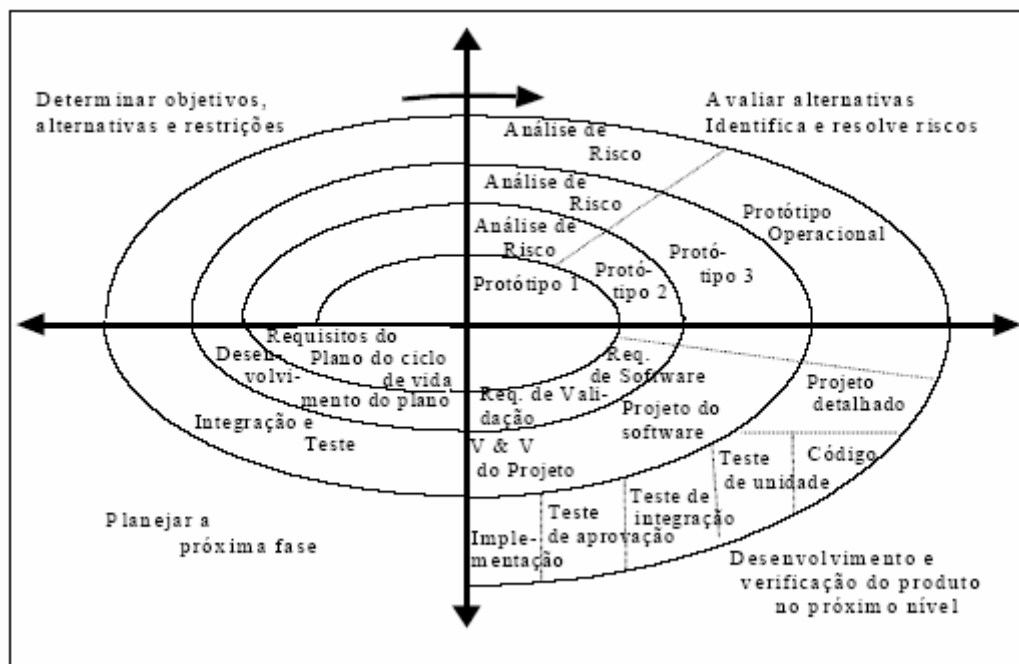 Determinar objetivos,
alternativas e restrições
Avaliar alternativas
Identifica e resolve riscos
Análise de
Risco
Análise de
Risco
Análise de
Risco
Protótipo 1
Protó-
tipo 2
Protó-
tipo 3
Protótipo
Operacional
Requisitos do
Plano do ciclo
de vida
Desen-
volvi-
mento do plano
Integração e
Teste
Planejar a
próxima fase
Req.
de Software
Req. de Vali-
dação
Projeto do
software
V & V
do Projeto
Projeto
detalhado
Código
Teste
de unidade
Teste de
integração
Teste
de aprovação
Imple-
mentação
Desenvolvimento e
verificação do produto
no próximo nível